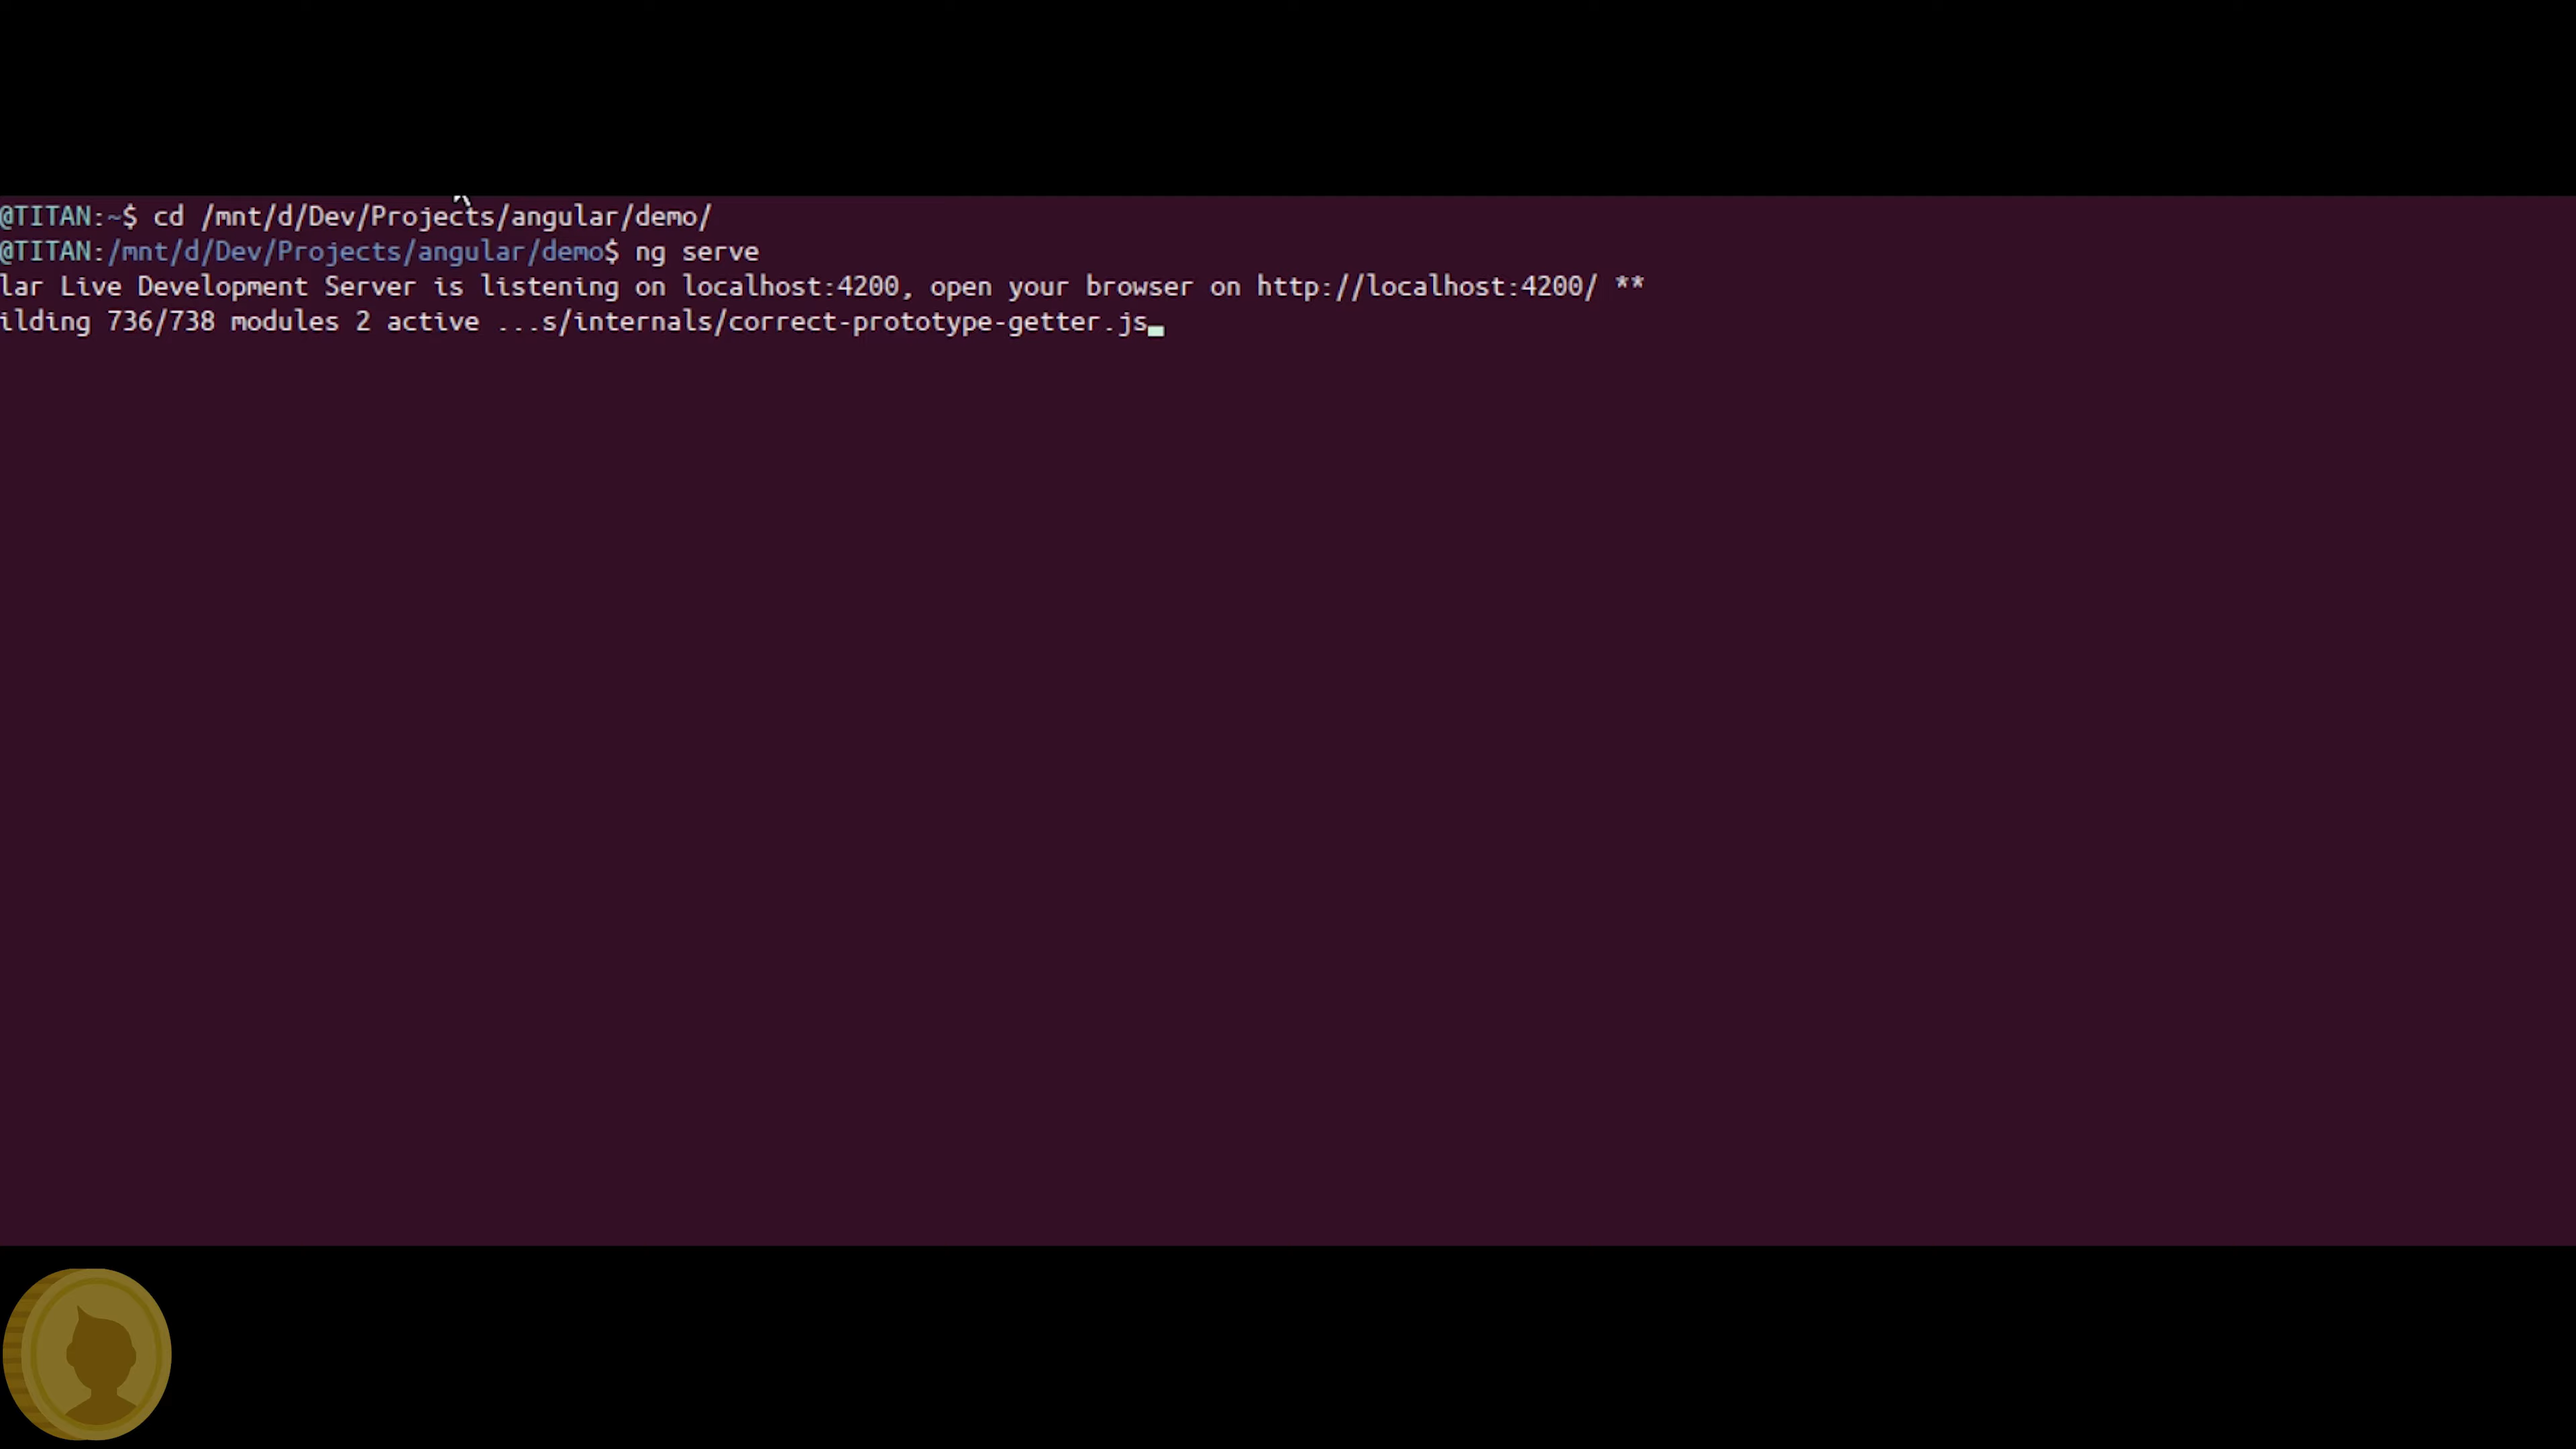 @TITAN:~$ cd /mnt/d/Dev/Projects/angular/demo/
@TITAN:/mnt/d/Dev/Projects/angular/demo$ ng serve
lar Live Development Server is listening on localhost:4200, open your browser on http://localhost:4200/ **
ilding 736/738 modules 2 active ...s/internals/correct-prototype-getter.js